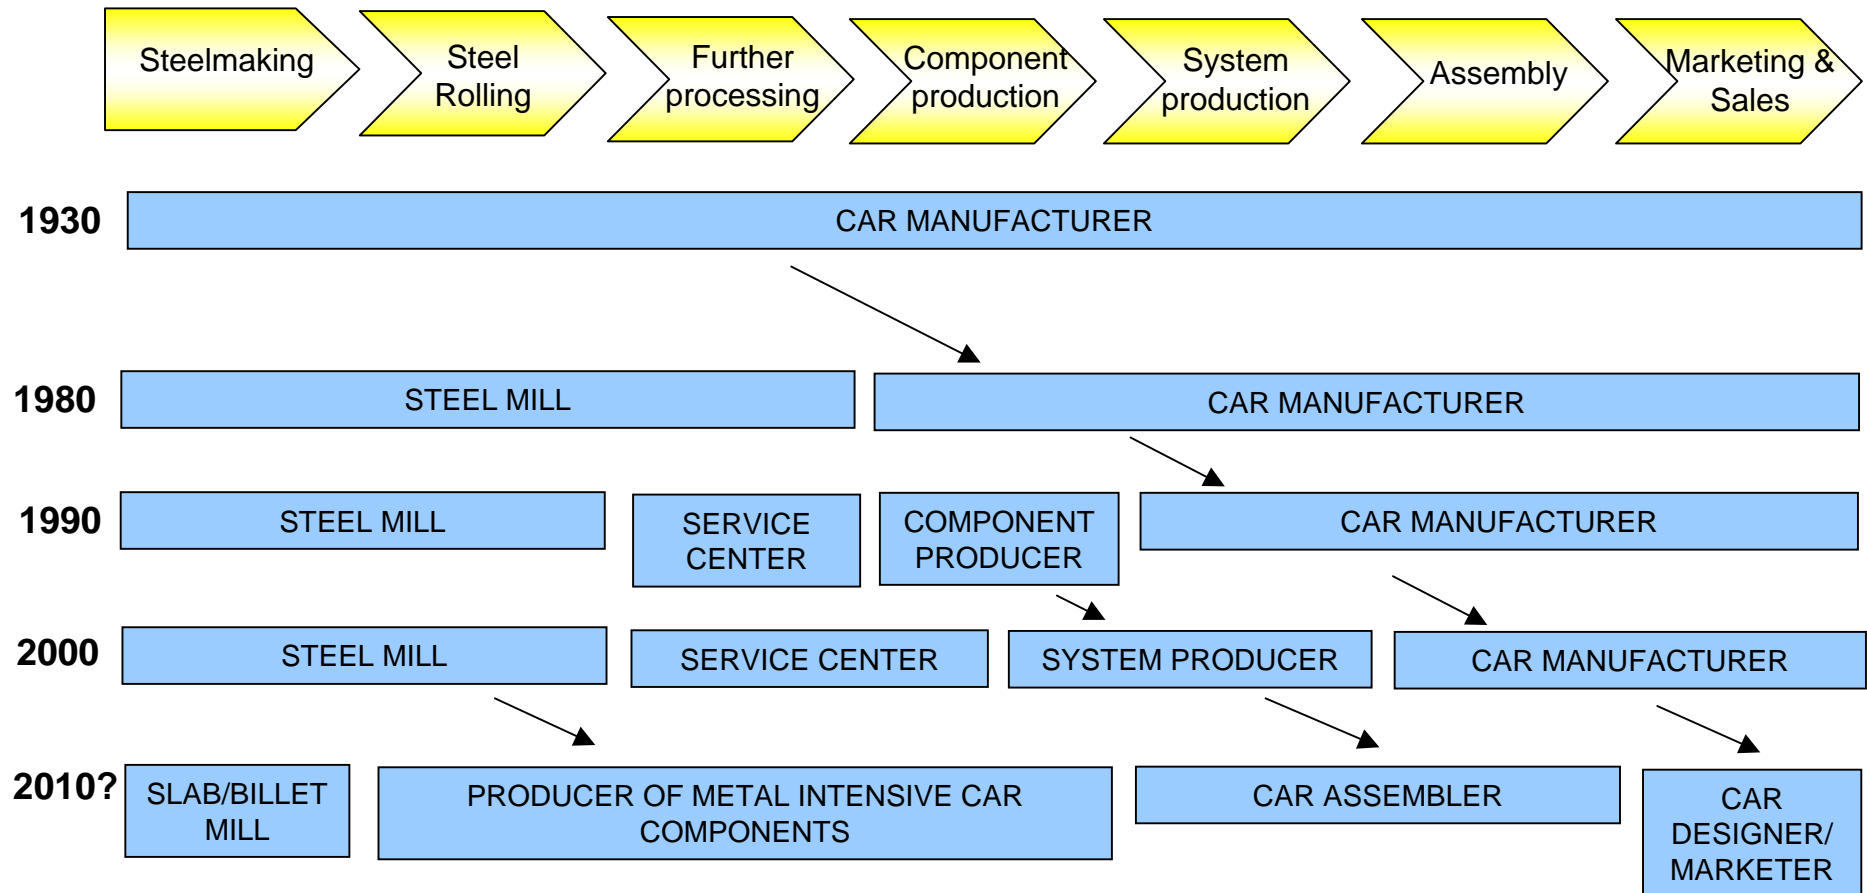 Steelmaking
Steel
Rolling
Further
processing
Component
production
System
production
Assembly
Marketing &
Sales
1930
CAR MANUFACTURER
1980
STEEL MILL
CAR MANUFACTURER
1990
STEEL MILL
SERVICE
CENTER
COMPONENT
PRODUCER
CAR MANUFACTURER
2000
STEEL MILL
SERVICE CENTER
SYSTEM PRODUCER
CAR MANUFACTURER
2010?
SLAB/BILLET
MILL
PRODUCER OF METAL INTENSIVE CAR
COMPONENTS
CAR ASSEMBLER
CAR
DESIGNER/
MARKETER